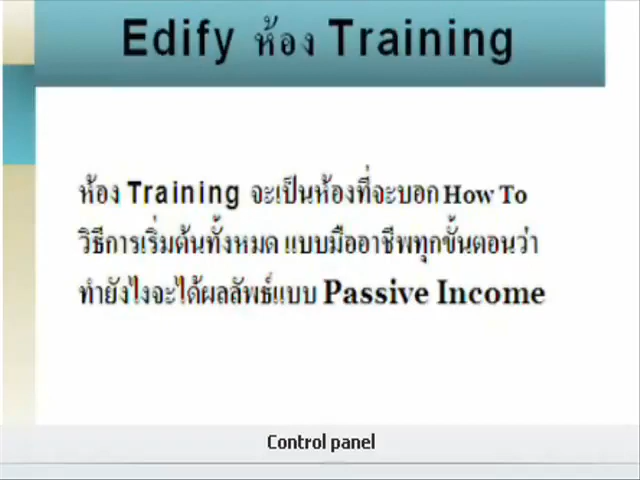 Edify ห้อง Training
ห้อง Training จะเป็นห้องที่จะบอก How To
วิธีการเริ่มต้นทั้งหมด แบบมืออาชีพทุกขั้นตอนว่า
ทำยังไงจะได้ผลลัพธ์แบบ Passive Income
Control panel